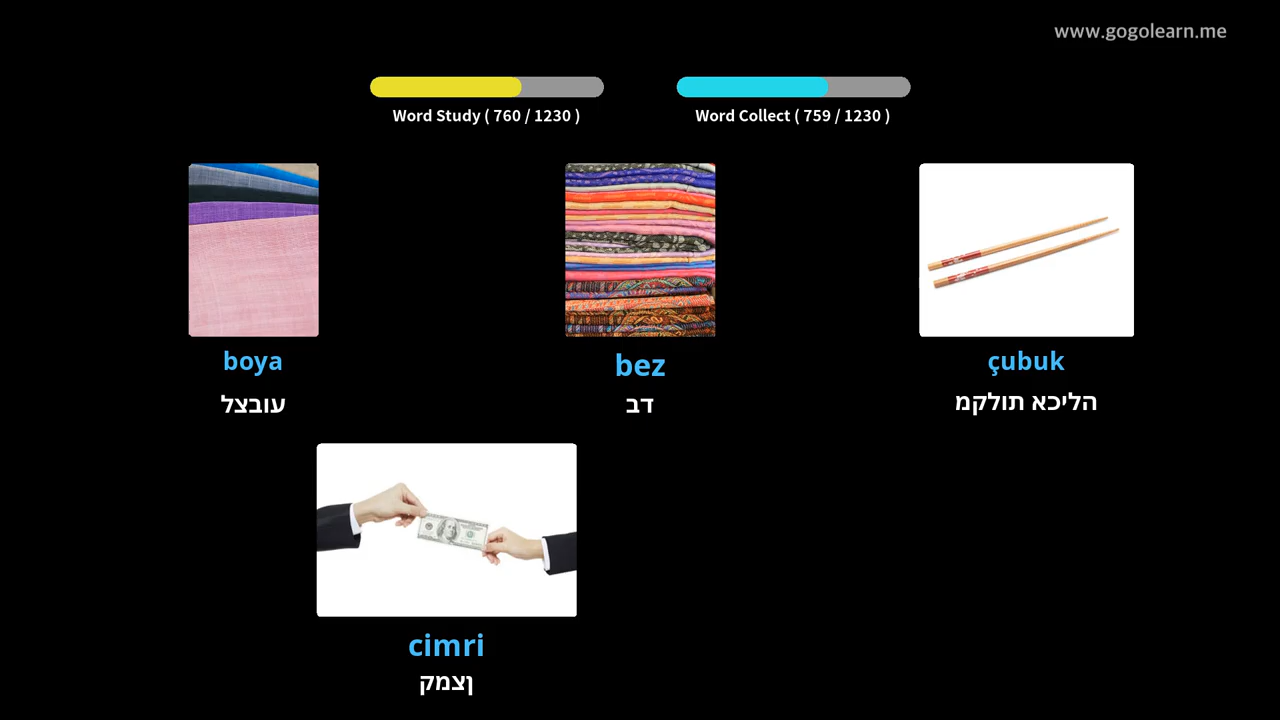 www.gogolearn.me
Word Study ( 760 / 1230 )
Word Collect ( 759 / 1230 )
boya
עובצל
bez
דב
çubuk
הליכא תולקמ
cimri
ןצמק